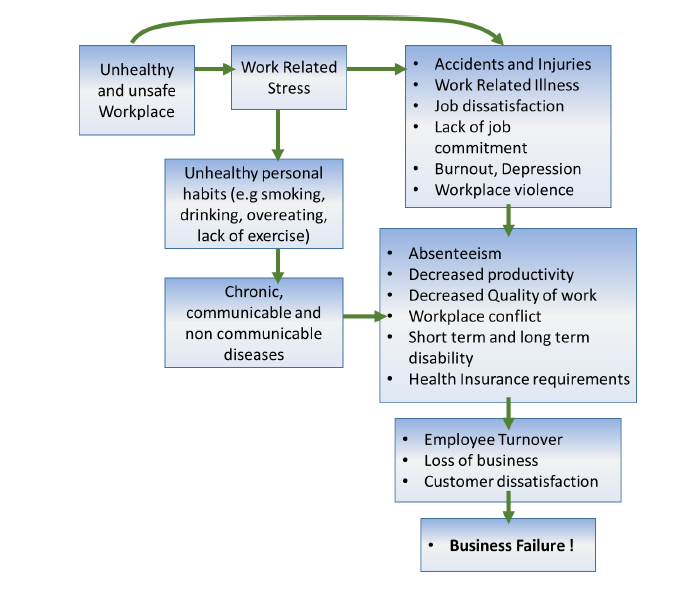 Unhealthy
and unsafe
Workplace
Work Related
Stress
• Accidents and Injuries
• Work Related Illness
• Job dissatisfaction
• Lack of job
commitment
• Burnout, Depression
• Workplace violence
Unhealthy personal
habits (e.g smoking,
drinking, overeating,
lack of exercise)
Chronic,
communicable and
non communicable
diseases
• Absenteeism
• Decreased productivity
• Decreased Quality of work
• Workplace conflict
• Short term and long term
disability
• Health Insurance requirements
• Employee Turnover
• Loss of business
• Customer dissatisfaction
• Business Failure !